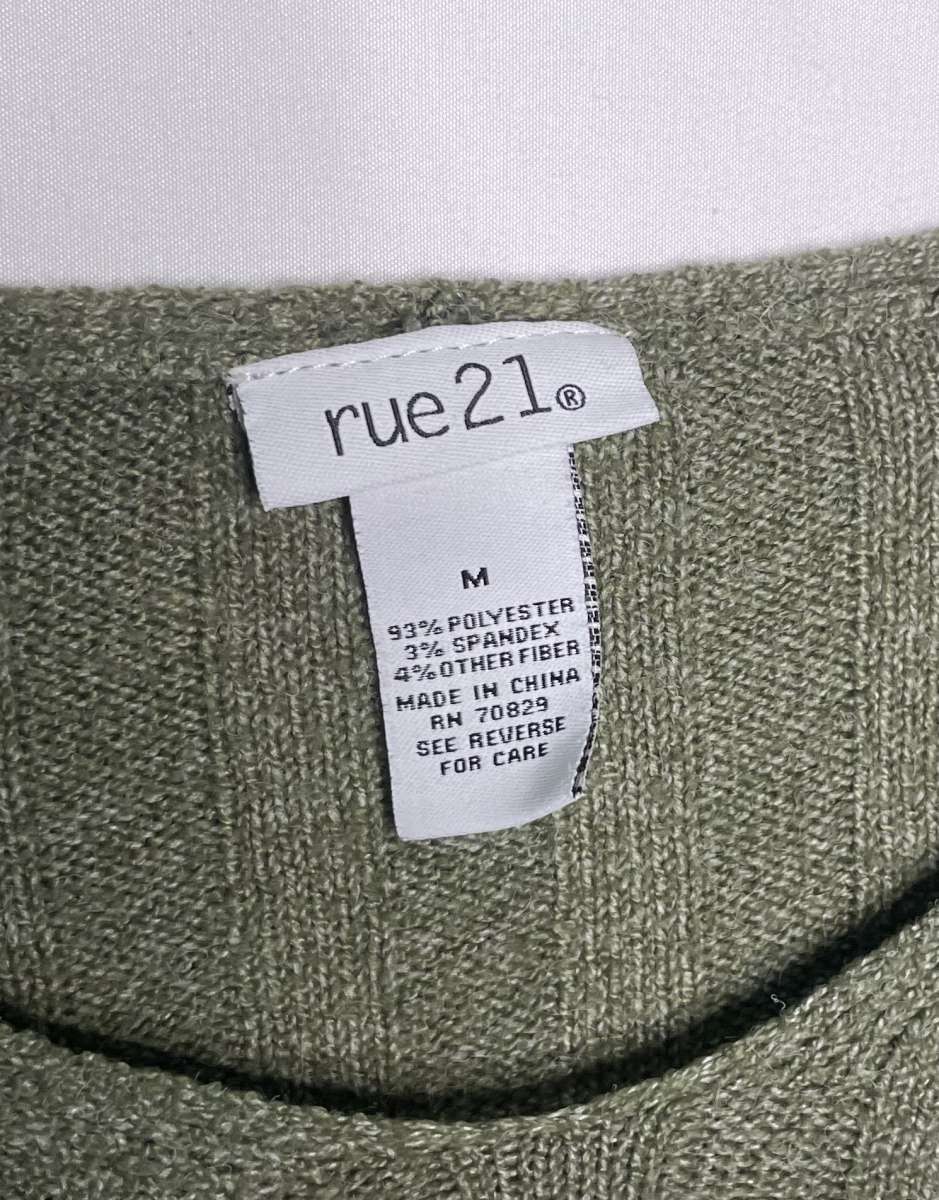 rue21®
M
93% POLYESTER
3% SPANDEX
4% OTHER FIBER
MADE IN CHINA
RN 70829
SEE REVERSE
FOR CARE